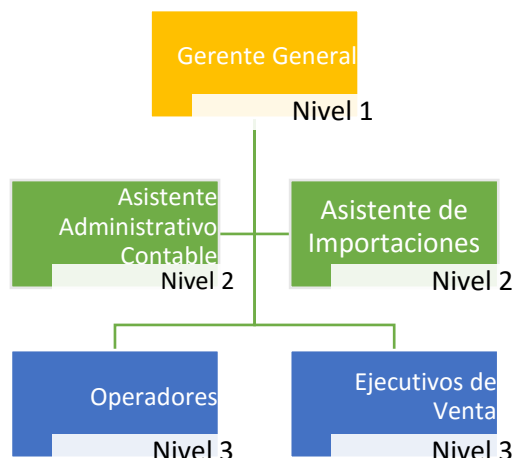 Gerente General
Nivel 1
Asistente
Administrativo
Contable
Nivel 2
Asistente de
Importaciones
Nivel 2
Operadores
Nivel 3
Ejecutivos de
Venta
Nivel 3